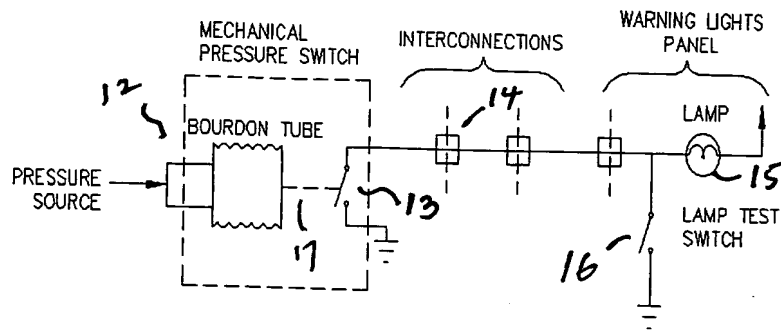 MECHANICAL
PRESSURE SWITCH
INTERCONNECTIONS
WARNING LIGHTS
PANEL
12
14
BOURDON TUBE
LAMP
PRESSURE
SOURCE
13
15
17
LAMP TEST
SWITCH
16